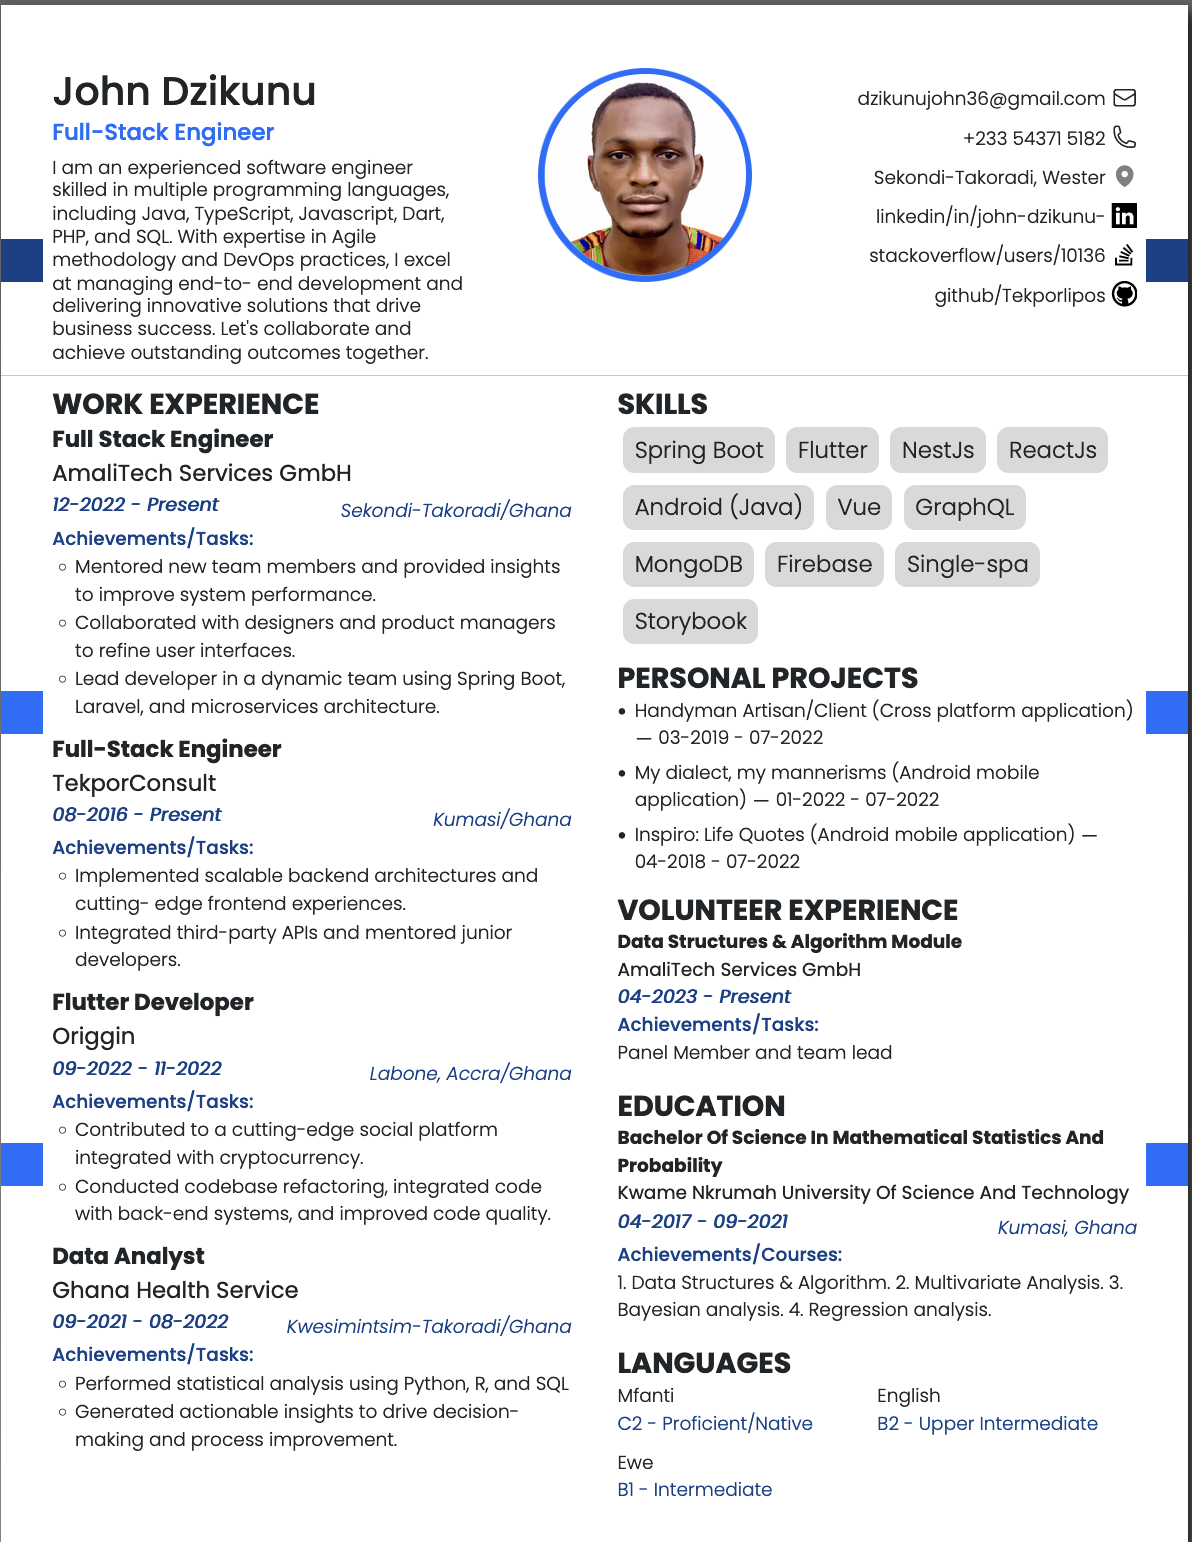 John Dzikunu
Full-Stack Engineer
I am an experienced software engineer
skilled in multiple programming languages,
including Java, TypeScript, Javascript, Dart,
PHP, and SQL. With expertise in Agile
methodology and DevOps practices, I excel
at managing end-to- end development and
delivering innovative solutions that drive
business success. Let's collaborate and
achieve outstanding outcomes together.
dzikunujohn36@gmail.com
+233 54371 5182
Sekondi-Takoradi, Wester
linkedin/in/john-dzikunu-
stackoverflow/users/10136
github/Tekporlipos
WORK EXPERIENCE
Full Stack Engineer
AmaliTech Services GmbH
12-2022 - Present
Sekondi-Takoradi/Ghana
Achievements/Tasks:
Mentored new team members and provided insights
to improve system performance.
Collaborated with designers and product managers
to refine user interfaces.
Lead developer in a dynamic team using Spring Boot,
Laravel, and microservices architecture.
Full-Stack Engineer
TekporConsult
08-2016 - Present
Kumasi/Ghana
Achievements/Tasks:
Implemented scalable backend architectures and
cutting- edge frontend experiences.
Integrated third-party APIs and mentored junior
developers.
Flutter Developer
Origgin
09-2022 - 11-2022
Labone, Accra/Ghana
Achievements/Tasks:
Contributed to a cutting-edge social platform
integrated with cryptocurrency.
Conducted codebase refactoring, integrated code
with back-end systems, and improved code quality.
Data Analyst
Ghana Health Service
09-2021 - 08-2022
Kwesimintsim-Takoradi/Ghana
Achievements/Tasks:
Performed statistical analysis using Python, R, and SQL
Generated actionable insights to drive decision-
making and process improvement.
SKILLS
Spring Boot Flutter NestJs ReactJs
Android (Java) Vue GraphQL
MongoDB Firebase Single-spa
Storybook
PERSONAL PROJECTS
• Handyman Artisan/Client (Cross platform application)
— 03-2019 - 07-2022
• My dialect, my mannerisms (Android mobile
application) — 01-2022 - 07-2022
• Inspiro: Life Quotes (Android mobile application) —
04-2018 - 07-2022
VOLUNTEER EXPERIENCE
Data Structures & Algorithm Module
AmaliTech Services GmbH
04-2023 - Present
Achievements/Tasks:
Panel Member and team lead
EDUCATION
Bachelor Of Science In Mathematical Statistics And
Probability
Kwame Nkrumah University Of Science And Technology
04-2017 - 09-2021
Kumasi, Ghana
Achievements/Courses:
1. Data Structures & Algorithm. 2. Multivariate Analysis. 3.
Bayesian analysis. 4. Regression analysis.
LANGUAGES
Mfanti
C2 - Proficient/Native
English
B2 - Upper Intermediate
Ewe
B1 - Intermediate